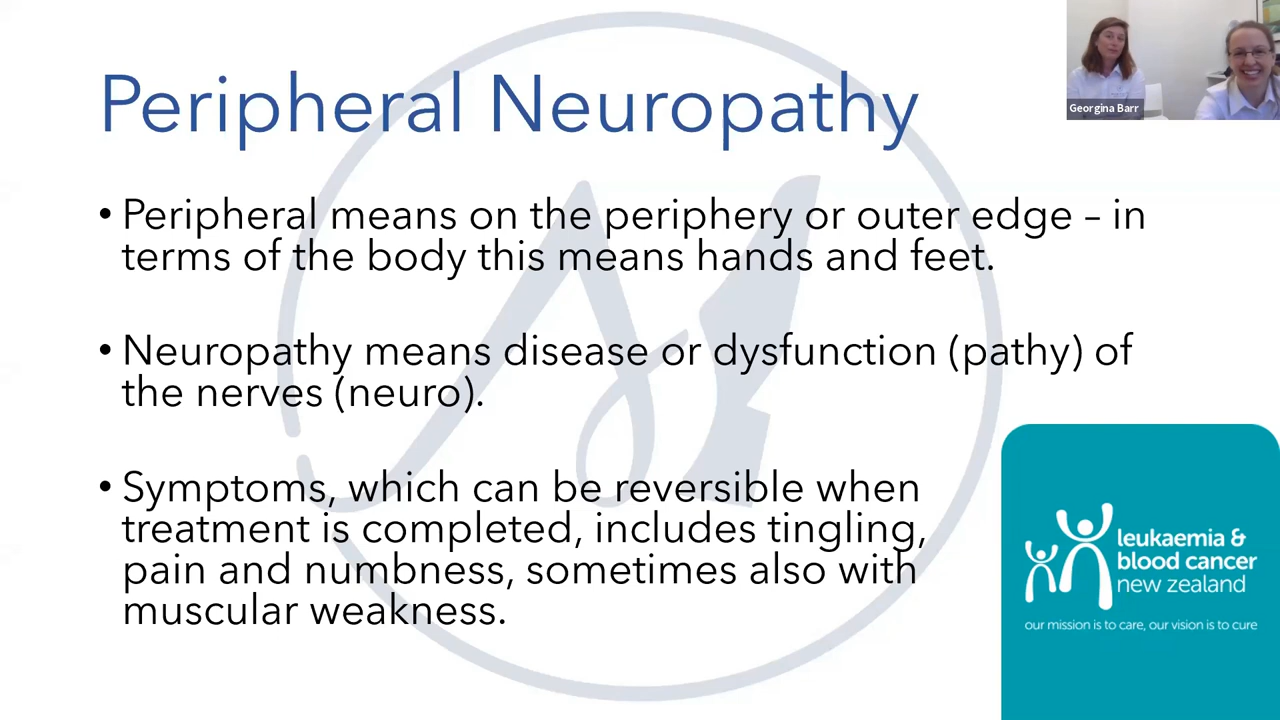 Peripheral Neuropathy
Georgina Barr
• Peripheral means on the periphery or outer edge – in
terms of the body this means hands and feet.
• Neuropathy means disease or dysfunction (pathy) of
the nerves (neuro).
• Symptoms, which can be reversible when
treatment is completed, includes tingling,
pain and numbness, sometimes also with
muscular weakness.
leukaemia &
blood cancer
new zealand
our mission is to care, our vision is to cure